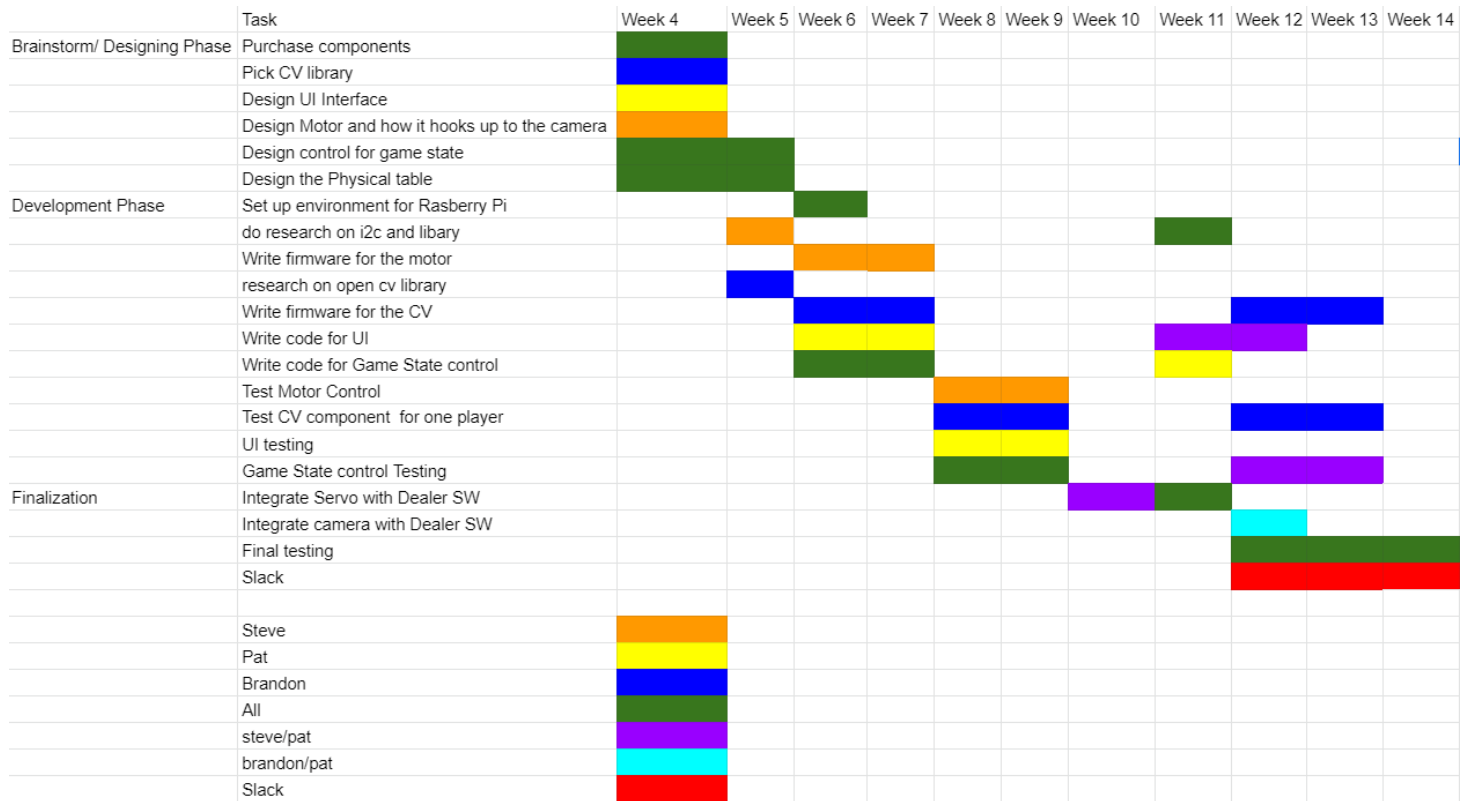 Task Week 4 Week 5 Week 6 Week 7 Week 8 Week 9 Week 10 Week 11 Week 12 Week 13 Week 14
Brainstorm/ Designing Phase Purchase components
Pick CV library
Design UI Interface
Design Motor and how it hooks up to the camera
Design control for game state
Design the Physical table
Development Phase Set up environment for Rasberry Pi
do research on i2c and libary
Write firmware for the motor
research on open cv library
Write firmware for the CV
Write code for UI
Write code for Game State control
Test Motor Control
Test CV component for one player
UI testing
Game State control Testing
Finalization Integrate Servo with Dealer SW
Integrate camera with Dealer SW
Final testing
Slack
Steve
Pat
Brandon
All
steve/pat
brandon/pat
Slack